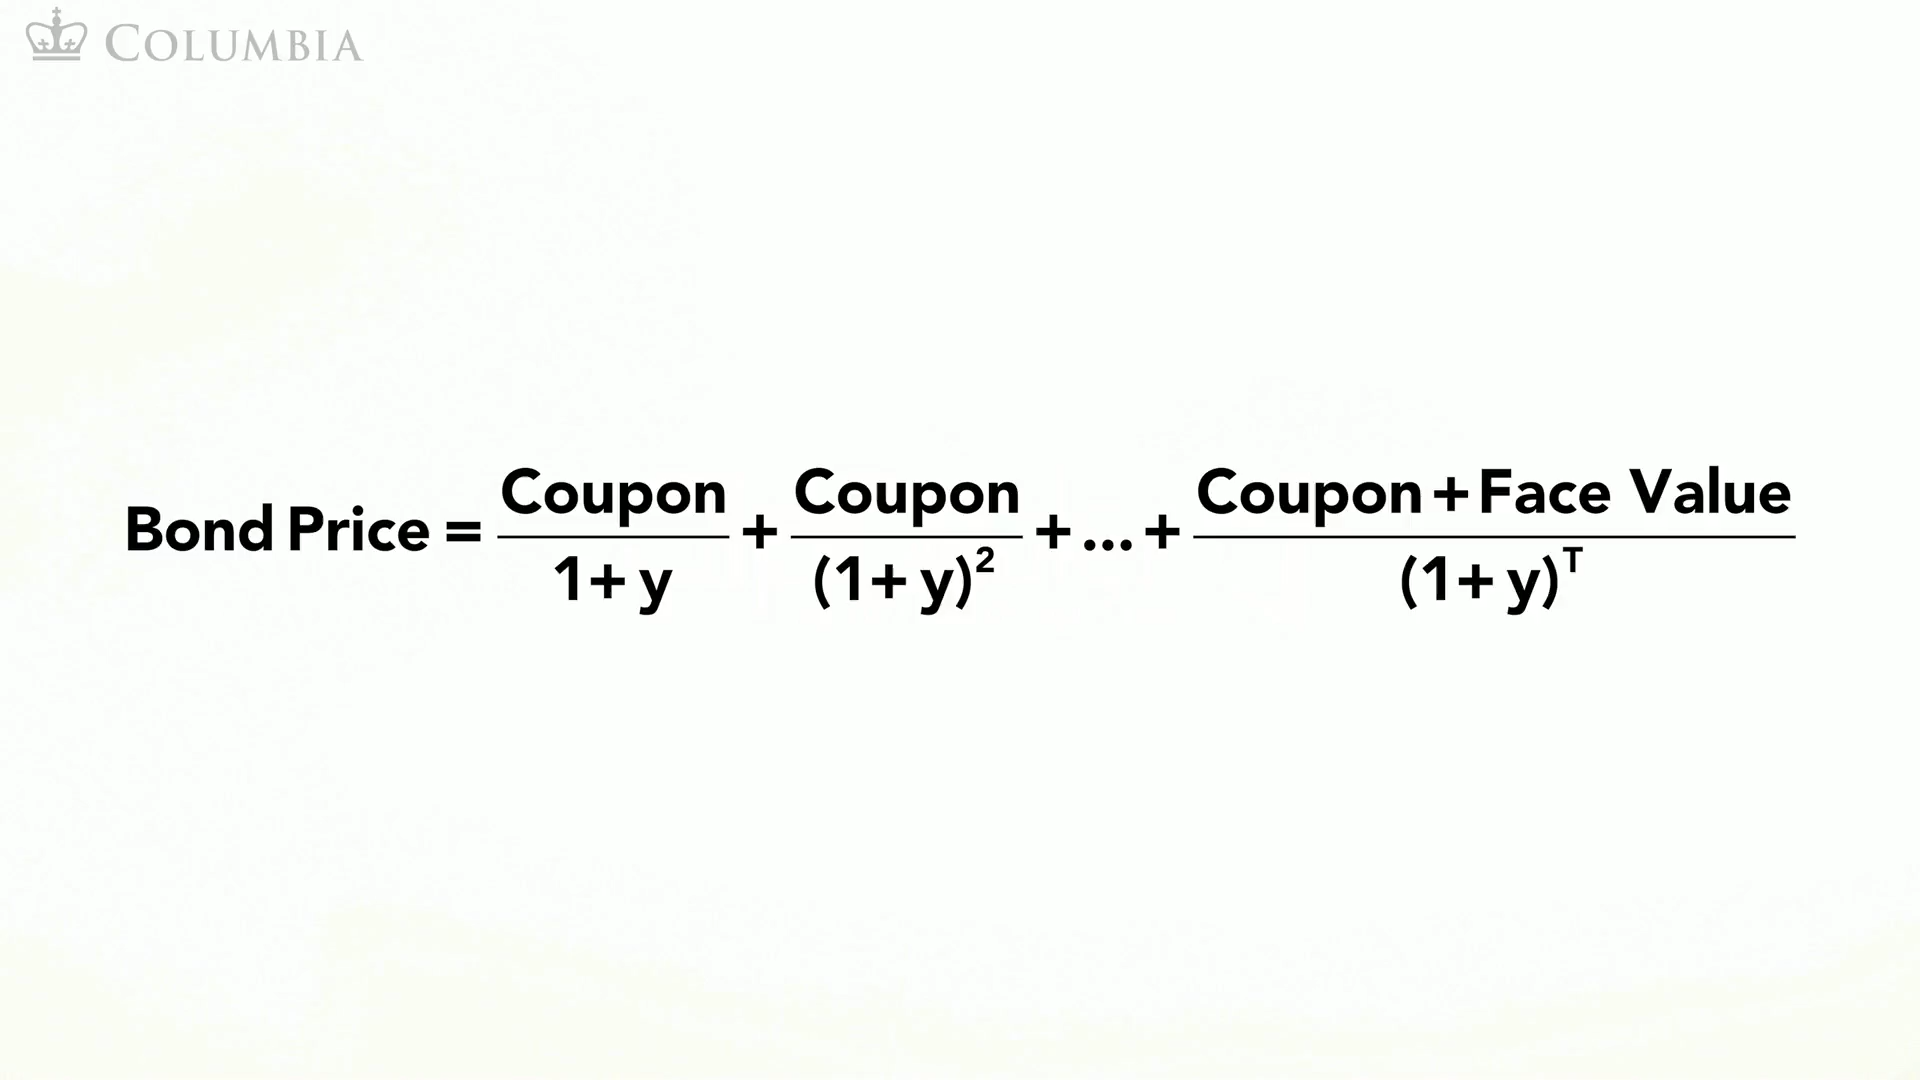 COLUMBIA
Bond Price = Coupon / 1+ y + Coupon / (1+ y)² + ... + Coupon + Face Value / (1+ y)ᵀ